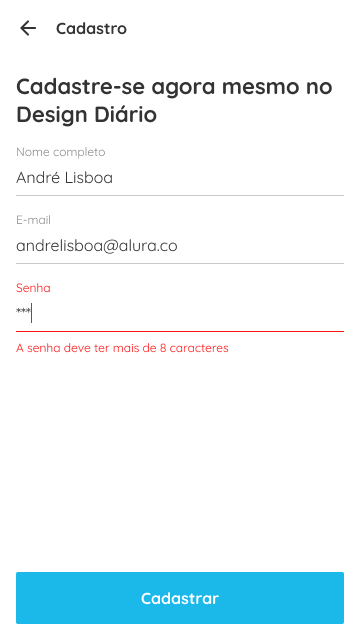 Cadastro
Cadastre-se agora mesmo no
Design Diário
Nome completo
André Lisboa
E-mail
andrelisboa@alura.co
Senha
***
A senha deve ter mais de 8 caracteres
Cadastrar